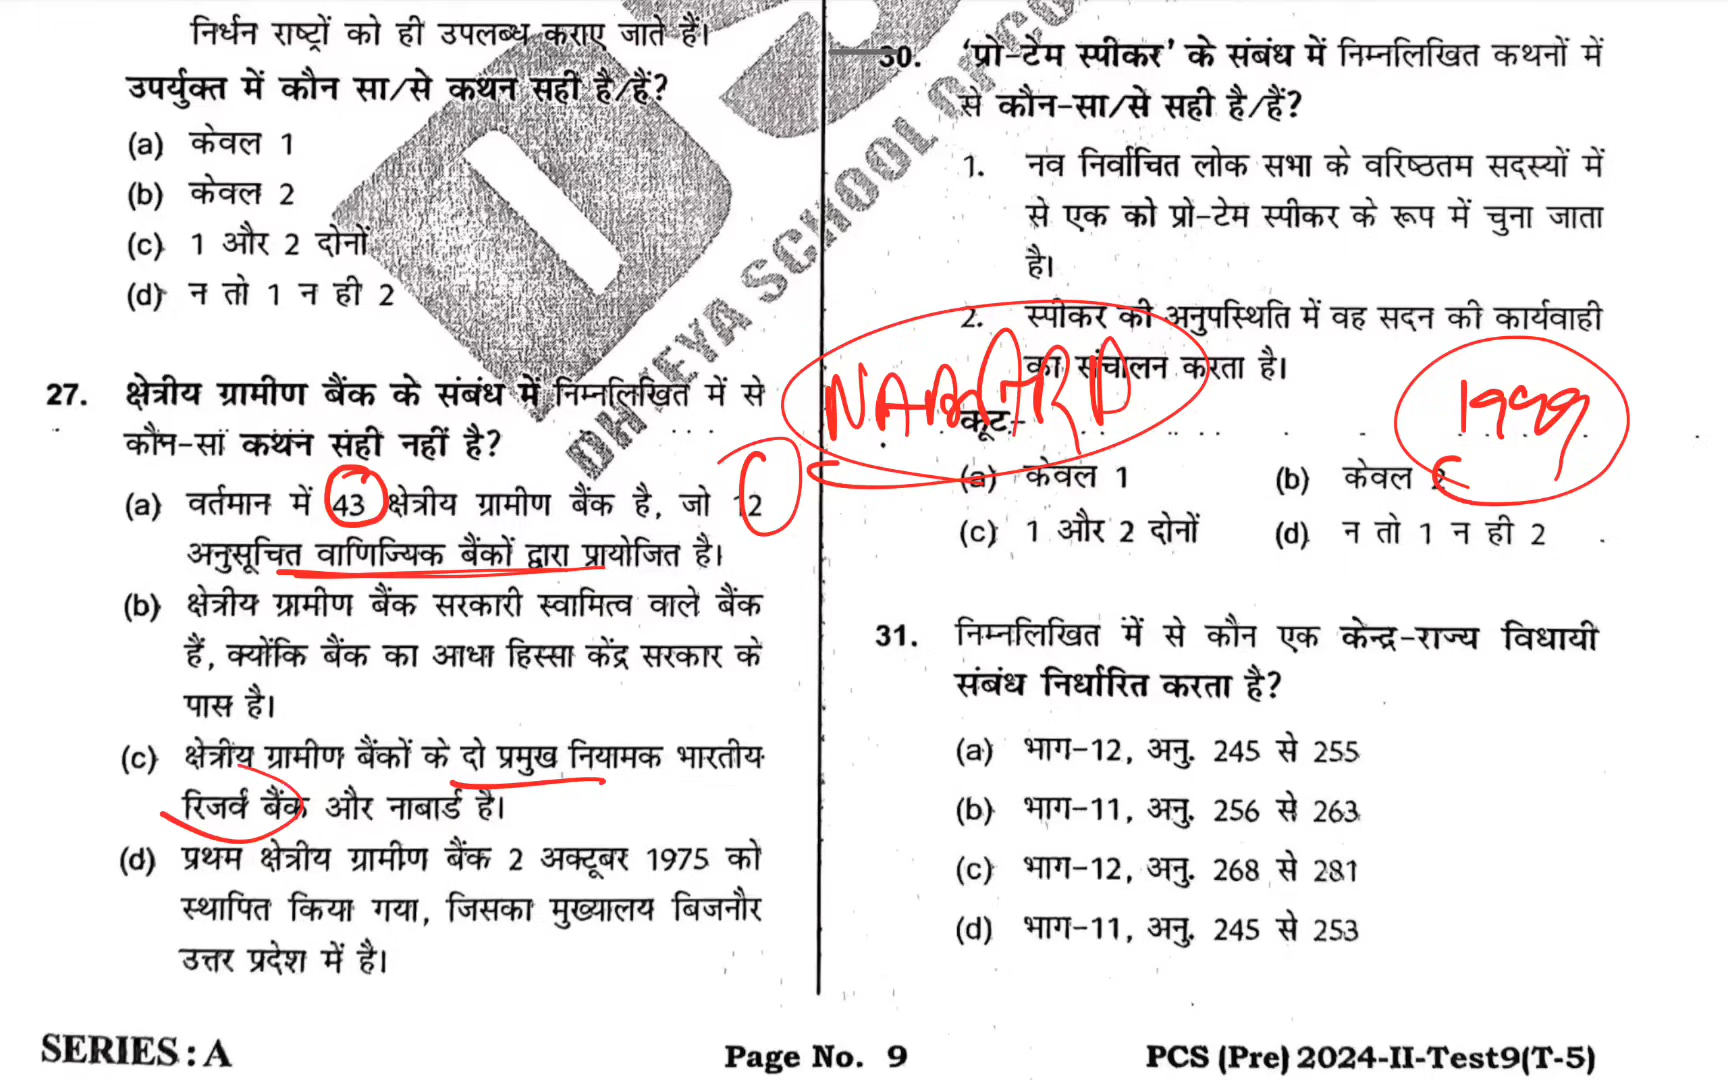 निर्धन राष्ट्रों को ही उपलब्ध कराए जाते हैं।
उपर्युक्त में कौन सा/से कथन सही है/हैं?
(a) केवल 1
(b) केवल 2
(c) 1 और 2 दोनों
(d) न तो 1 न ही 2
27. क्षेत्रीय ग्रामीण बैंक के संबंध में निम्नलिखित में से
कौन-सा कथन सही नहीं है?
(a) वर्तमान में 43 क्षेत्रीय ग्रामीण बैंक है, जो 12
अनुसूचित वाणिज्यिक बैंकों द्वारा प्रायोजित है।
(b) क्षेत्रीय ग्रामीण बैंक सरकारी स्वामित्व वाले बैंक
हैं, क्योंकि बैंक का आधा हिस्सा केंद्र सरकार के
पास है।
(c) क्षेत्रीय ग्रामीण बैंकों के दो प्रमुख नियामक भारतीय
रिजर्व बैंक और नाबार्ड है।
(d) प्रथम क्षेत्रीय ग्रामीण बैंक 2 अक्टूबर 1975 को
स्थापित किया गया, जिसका मुख्यालय बिजनौर
उत्तर प्रदेश में है।
30. 'प्रो-टेम स्पीकर' के संबंध में निम्नलिखित कथनों में
से कौन-सा/से सही है/हैं?
1. नव निर्वाचित लोक सभा के वरिष्ठतम सदस्यों में
से एक को प्रो-टेम स्पीकर के रूप में चुना जाता
है।
2. स्पीकर की अनुपस्थिति में वह सदन की कार्यवाही
का संचालन करता है।
NABARD
1999
कूट:-
(a) केवल 1 (b) केवल 2
(c) 1 और 2 दोनों (d) न तो 1 न ही 2
31. निम्नलिखित में से कौन एक केन्द्र-राज्य विधायी
संबंध निर्धारित करता है?
(a) भाग-12, अनु. 245 से 255
(b) भाग-11, अनु. 256 से 263
(c) भाग-12, अनु. 268 से 281
(d) भाग-11, अनु. 245 से 253
DHYEYA SCHOOL OF
SERIES : A
Page No. 9
PCS (Pre) 2024-II-Test9(T-5)